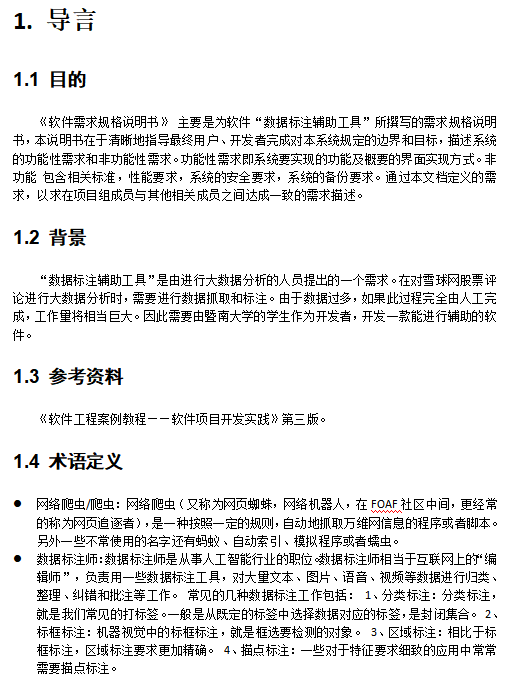 1. 导言
1.1 目的
《软件需求规格说明书》 主要是为软件“数据标注辅助工具”所撰写的需求规格说明
书，本说明书在于清晰地指导最终用户、开发者完成对本系统规定的边界和目标，描述系统
的功能性需求和非功能性需求。功能性需求即系统要实现的功能及概要的界面实现方式。非
功能 包含相关标准，性能要求，系统的安全要求，系统的备份要求。通过本文档定义的需
求，以求在项目组成员与其他相关成员之间达成一致的需求描述。
1.2 背景
“数据标注辅助工具”是由进行大数据分析的人员提出的一个需求。在对雪球网股票评
论进行大数据分析时，需要进行数据抓取和标注。由于数据过多，如果此过程完全由人工完
成，工作量将相当巨大。因此需要由暨南大学的学生作为开发者，开发一款能进行辅助的软
件。
1.3 参考资料
《软件工程案例教程——软件项目开发实践》第三版。
1.4 术语定义
● 网络爬虫/爬虫：网络爬虫（又称为网页蜘蛛，网络机器人，在 FOAF 社区中间，更经常
的称为网页追逐者），是一种按照一定的规则，自动地抓取万维网信息的程序或者脚本。
另外一些不常使用的名字还有蚂蚁、自动索引、模拟程序或者蠕虫。
● 数据标注师：数据标注师是从事人工智能行业的职位。数据标注师相当于互联网上的“编
辑师”，负责用一些数据标注工具，对大量文本、图片、语音、视频等数据进行归类、
整理、纠错和批注等工作。 常见的几种数据标注工作包括： 1、分类标注：分类标注，
就是我们常见的打标签。一般是从既定的标签中选择数据对应的标签，是封闭集合。 2、
标框标注：机器视觉中的标框标注，就是框选要检测的对象。 3、区域标注：相比于标
框标注，区域标注要求更加精确。 4、描点标注：一些对于特征要求细致的应用中常常
需要描点标注。